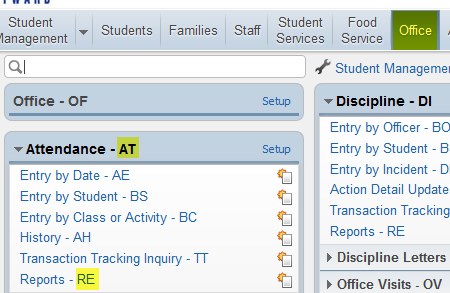 Student Management
Students
Families
Staff
Student Services
Food Service
Office
Student Management
Office - OF
Setup
Attendance - AT
Setup
Entry by Date - AE
Entry by Student - BS
Entry by Class or Activity - BC
History - AH
Transaction Tracking Inquiry - TT
Reports - RE
Discipline - DI
Entry by Officer - BO
Entry by Student - B
Entry by Incident - D
Action Detail Update
Transaction Tracking
Reports - RE
Discipline Letters
Office Visits - OV